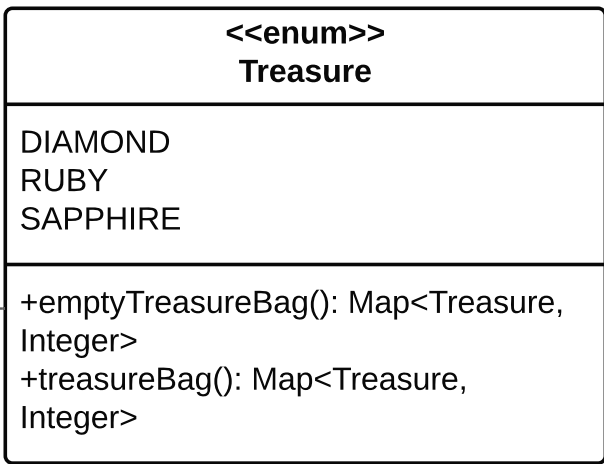 <<enum>>
Treasure
DIAMOND
RUBY
SAPPHIRE
+emptyTreasureBag(): Map<Treasure,
Integer>
+treasureBag(): Map<Treasure,
Integer>